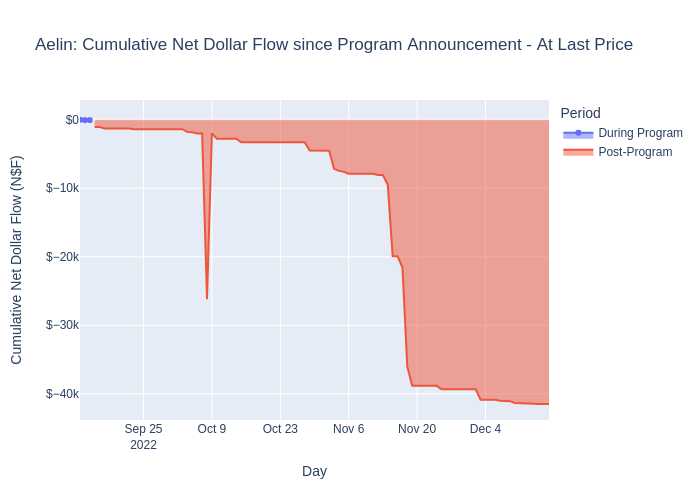 Aelin: Cumulative Net Dollar Flow since Program Announcement - At Last Price
Period
During Program
Post-Program
Cumulative Net Dollar Flow (N$F)
$0
$−10k
$−20k
$−30k
$−40k
Sep 25
2022
Oct 9
Oct 23
Nov 6
Nov 20
Dec 4
Day